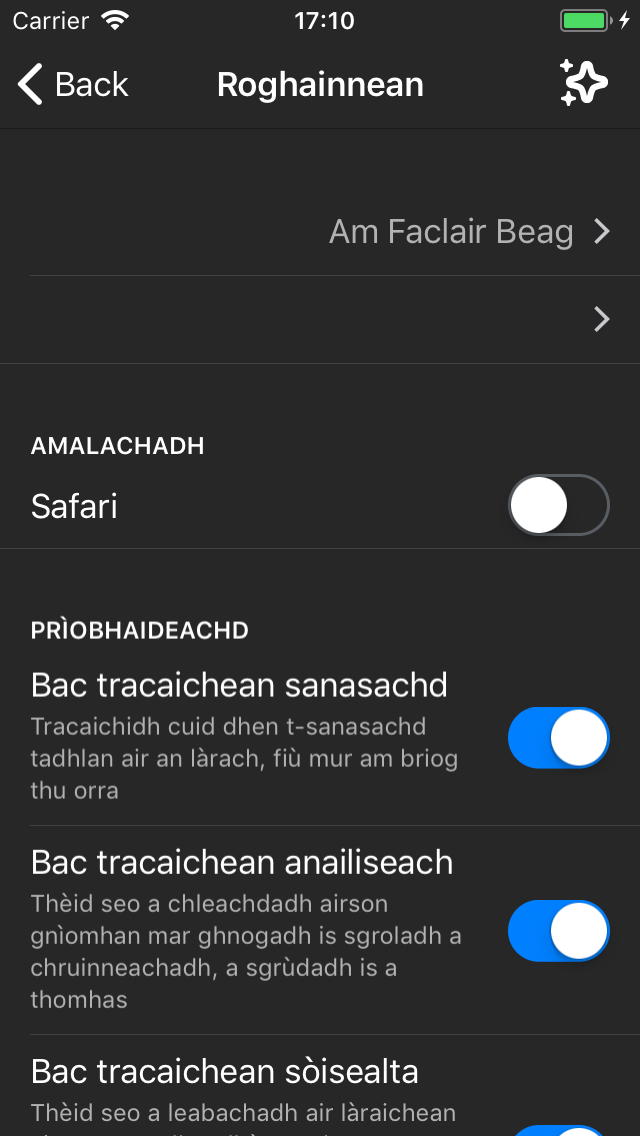 Carrier 17:10
Back Roghainnean
Am Faclair Beag
AMALACHADH
Safari
PRÌOBHAIDEACHD
Bac tracaichean sanasachd
Tracaichidh cuid dhen t-sanasachd
tadhlan air an làrach, fiù mur am briog
thu orra
Bac tracaichean anailiseach
Thèid seo a chleachdadh airson
gnìomhan mar ghnogadh is sgroladh a
chruinneachadh, a sgrùdadh is a
thomhas
Bac tracaichean sòisealta
Thèid seo a leabachadh air làraichean